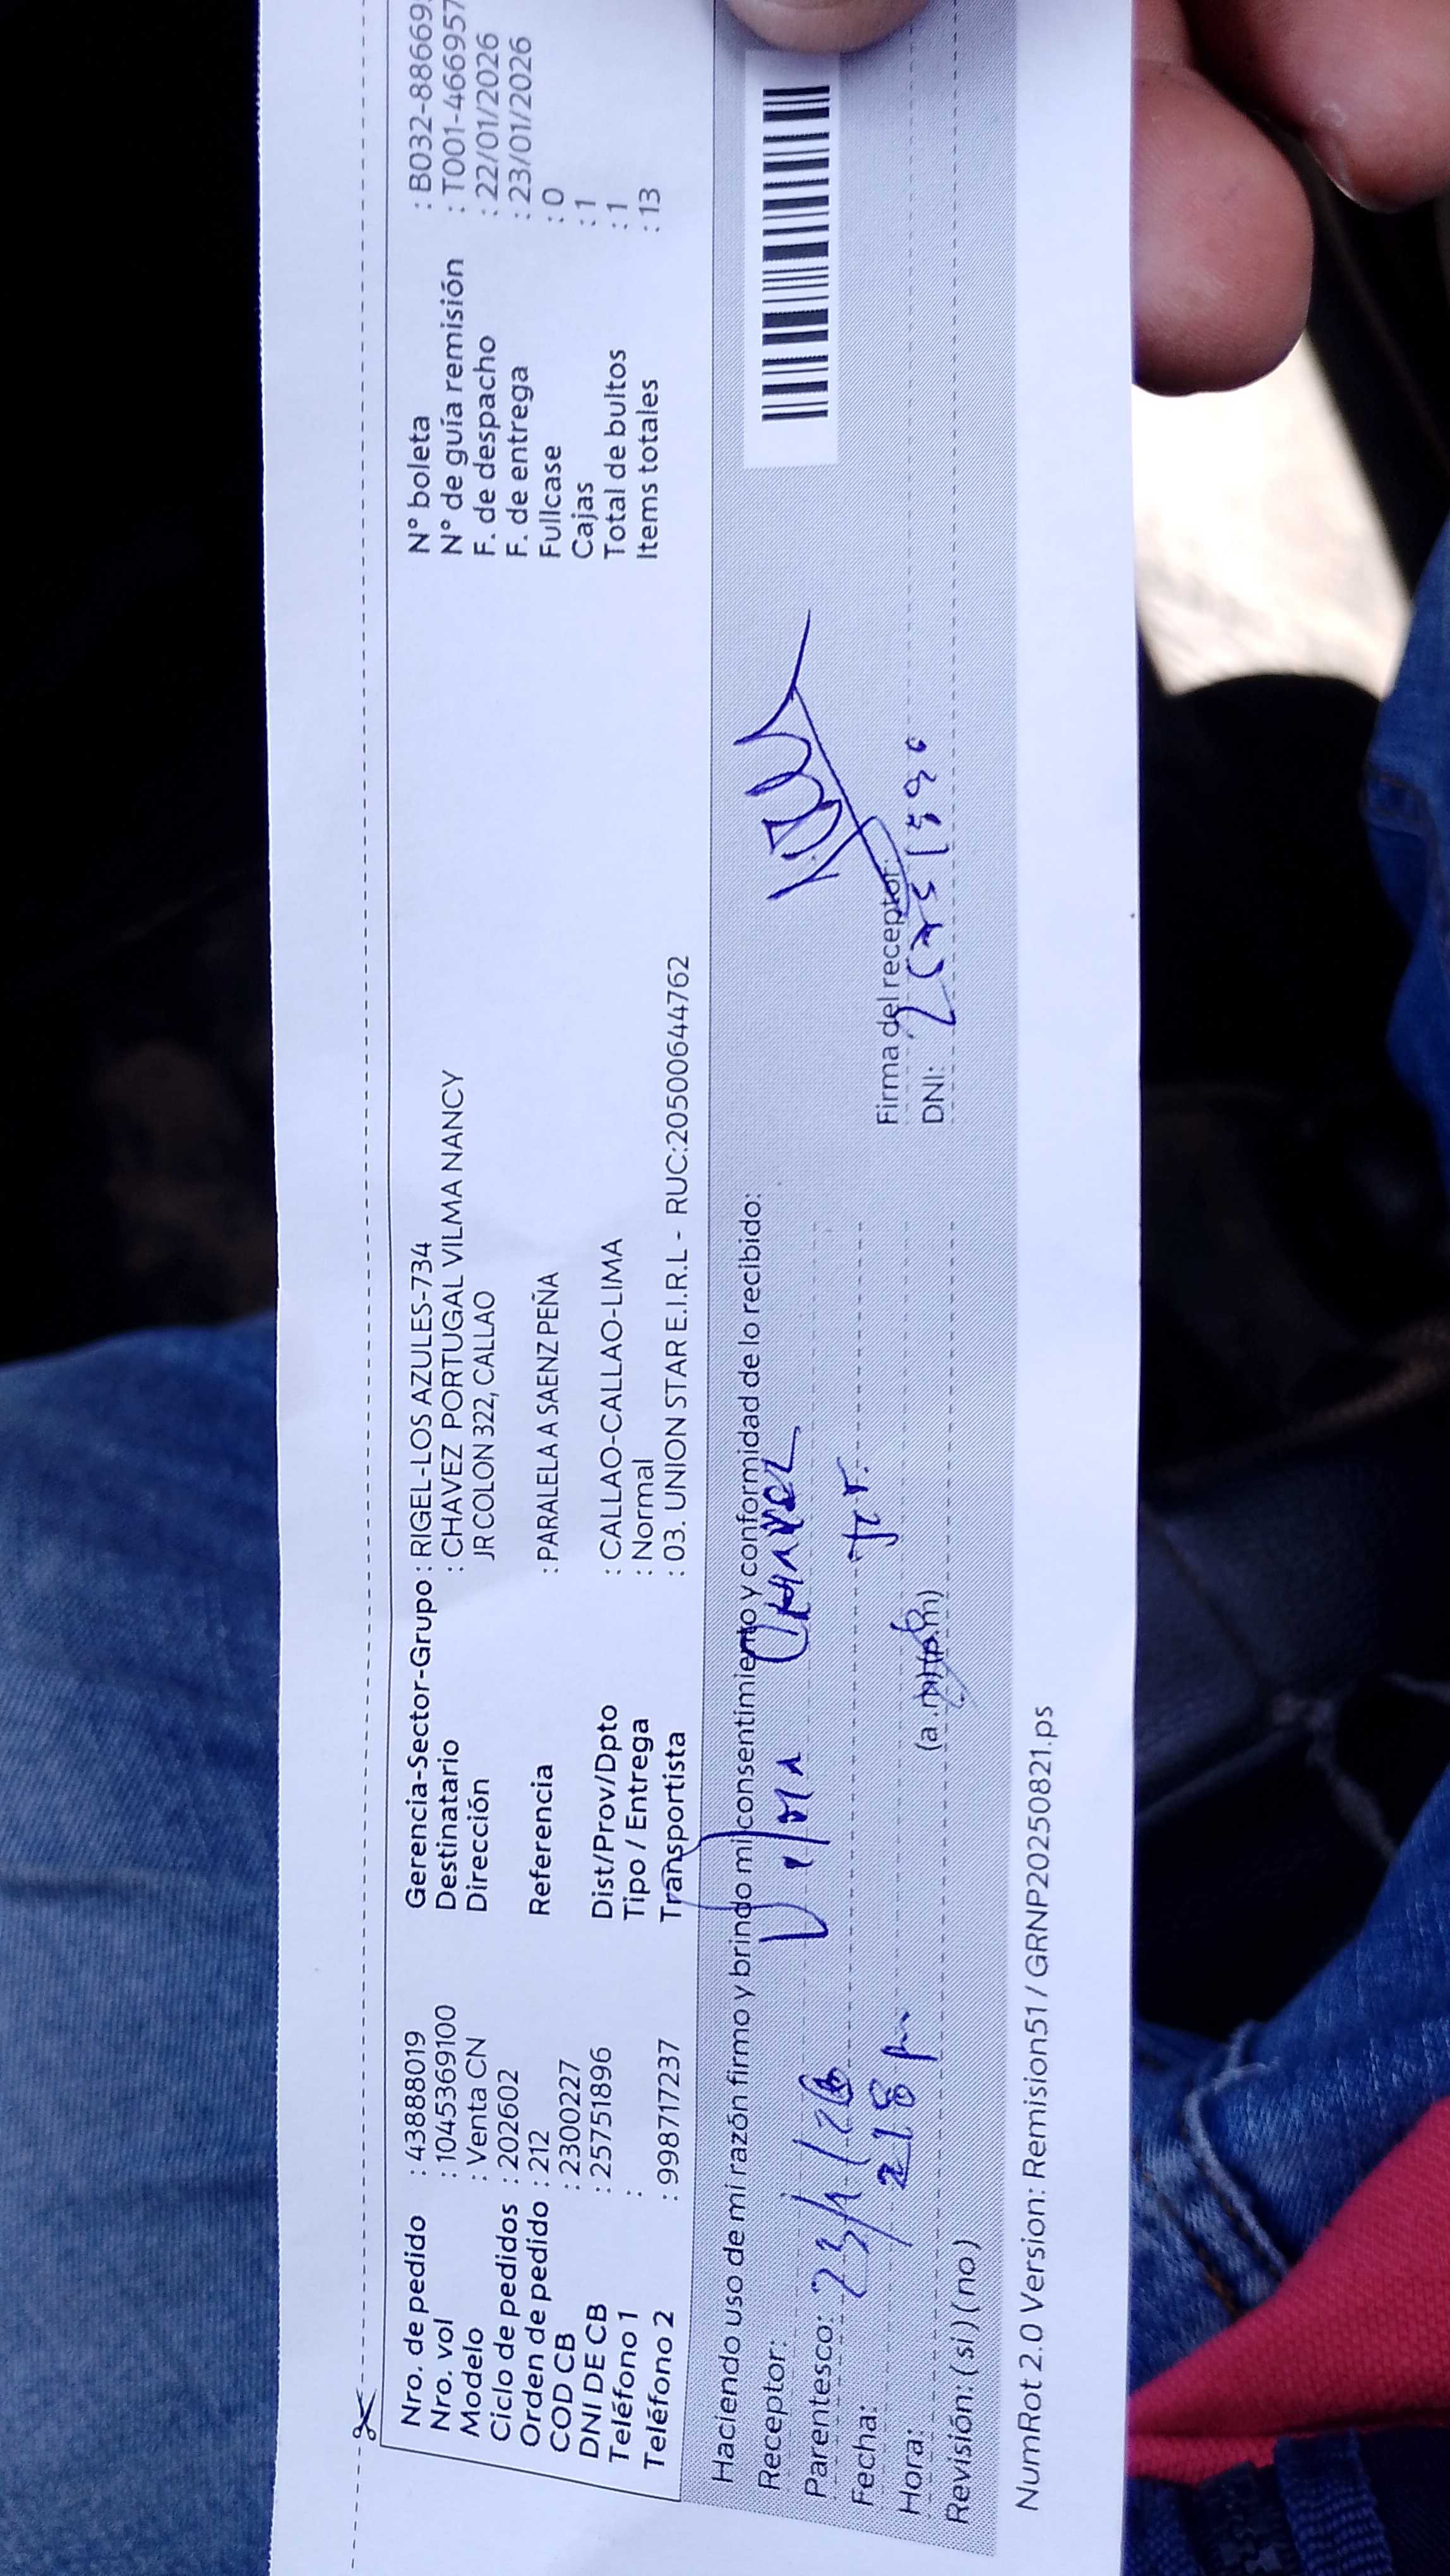 Nro. de pedido : 43888019 Gerencia-Sector-Grupo : RIGEL-LOS AZULES-734 N° boleta : B032-88669
Nro. vol : 1045369100 Destinatario : CHAVEZ PORTUGAL VILMA NANCY N° de guía remisión : T001-466957
Modelo : Venta CN Dirección JR COLON 322, CALLAO F. de despacho : 22/01/2026
Ciclo de pedidos : 202602 F. de entrega : 23/01/2026
Orden de pedido : 212 Referencia : PARALELA A SAENZ PEÑA Fullcase : 0
COD CB : 2300227 Cajas : 1
DNI DE CB : 25751896 Dist/Prov/Dpto : CALLAO-CALLAO-LIMA Total de bultos : 1
Teléfono 1 : Tipo / Entrega : Normal Items totales : 13
Teléfono 2 : 998717237 Transportista : 03. UNION STAR E.I.R.L - RUC:20500644762
Haciendo uso de mi razón firmo y brindo mi consentimiento y conformidad de lo recibido:
Receptor: Vilma Chavez
Parentesco: 
Fecha: 23/1/26 Firma del receptor:
Hora: 2 18 pm (a.m/p.m) DNI:
Revisión: (si) (no)
NumRot 2.0 Version: Remision51 / GRNP20250821.ps